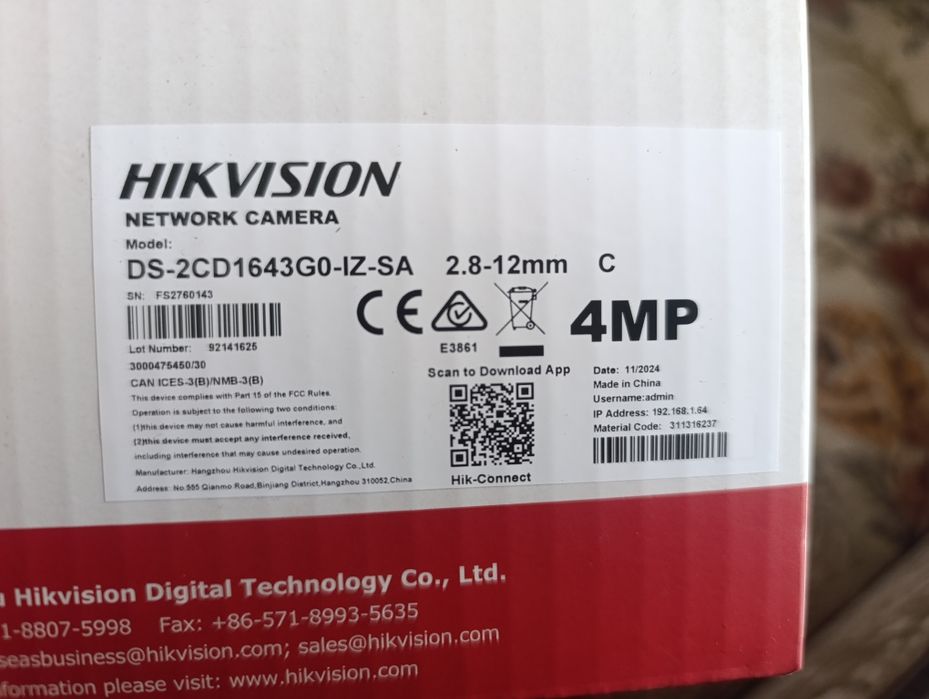 HIKVISION
NETWORK CAMERA
Model:
DS-2CD1643G0-IZ-SA 2.8-12mm C
SN: FS2760143
Lot Number: 92141625
3000475450/30
CAN ICES-3(B)/NMB-3(B)
This device complies with Part 15 of the FCC Rules.
Operation is subject to the following two conditions:
(1)this device may not cause harmful interference, and
(2)this device must accept any interference received,
including interference that may cause undesired operation.
Manufacturer: Hangzhou Hikvision Digital Technology Co.,Ltd.
Address: No.555 Qianmo Road,Binjiang District,Hangzhou 310052,China
CE
E3861
4MP
Scan to Download App
Hik-Connect
Date: 11/2024
Made in China
Username:admin
IP Address: 192.168.1.64
Material Code: 311316237
u Hikvision Digital Technology Co., Ltd.
1-8807-5998 Fax: +86-571-8993-5635
seasbusiness@hikvision.com; sales@hikvision.com
formation please visit: www.hikvision.com